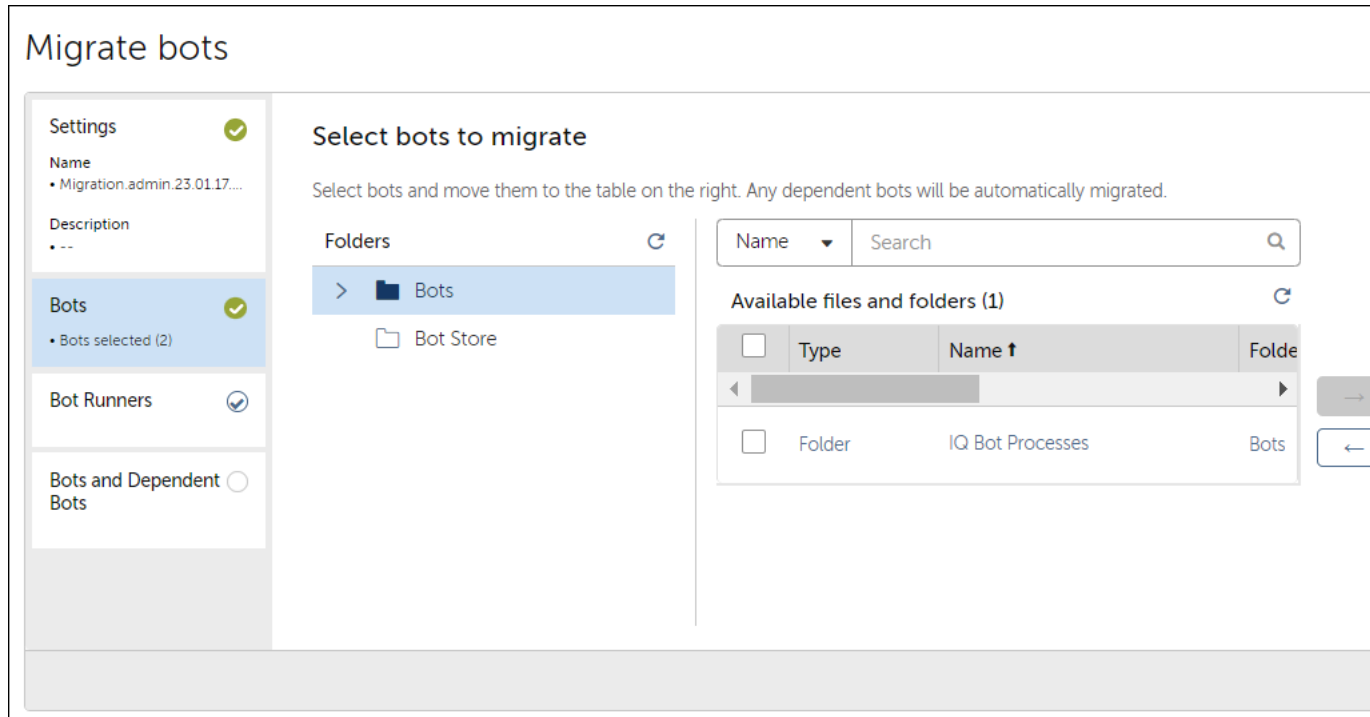 Migrate bots
Settings
Name
• Migration.admin.23.01.17....
Description
• --
Bots
• Bots selected (2)
Bot Runners
Bots and Dependent
Bots
Select bots to migrate
Select bots and move them to the table on the right. Any dependent bots will be automatically migrated.
Folders
Bots
Bot Store
Name Search
Available files and folders (1)
Type Name Folde
Folder IQ Bot Processes Bots